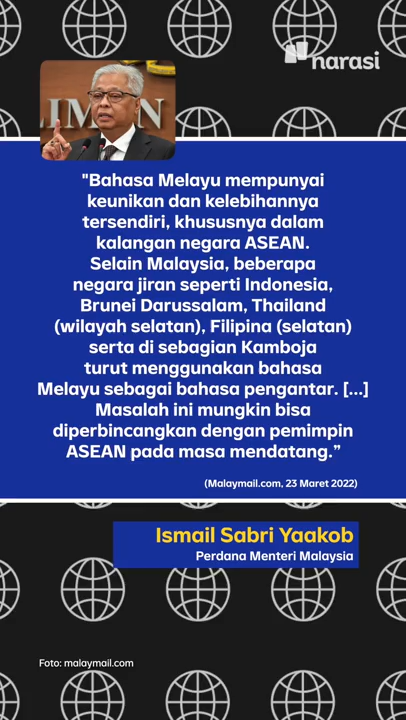 narasi
LIMEN
"Bahasa Melayu mempunyai
keunikan dan kelebihannya
tersendiri, khususnya dalam
kalangan negara ASEAN.
Selain Malaysia, beberapa
negara jiran seperti Indonesia,
Brunei Darussalam, Thailand
(wilayah selatan), Filipina (selatan)
serta di sebagian Kamboja
turut menggunakan bahasa
Melayu sebagai bahasa pengantar. [...]
Masalah ini mungkin bisa
diperbincangkan dengan pemimpin
ASEAN pada masa mendatang.”
(Malaymail.com, 23 Maret 2022)
Ismail Sabri Yaakob
Perdana Menteri Malaysia
Foto: malaymail.com